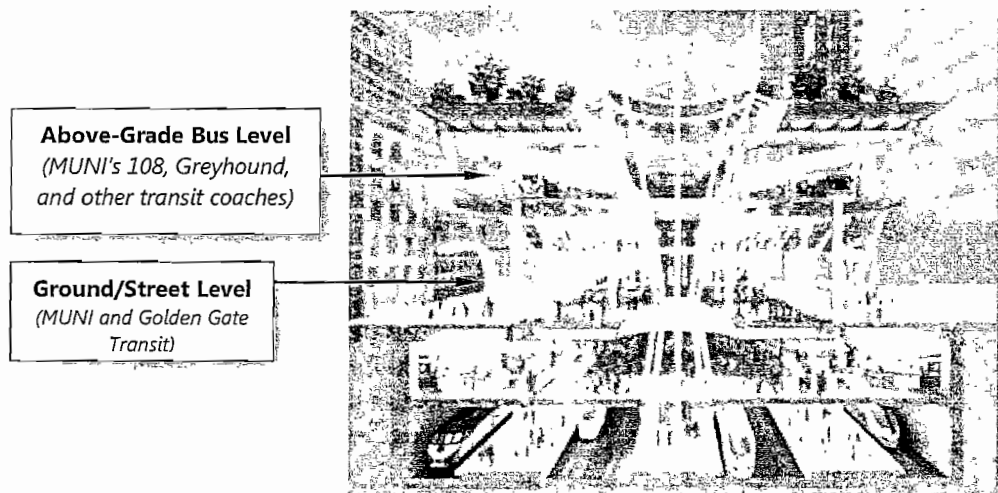 Above-Grade Bus Level
(MUNI's 108, Greyhound,
and other transit coaches)
Ground/Street Level
(MUNI and Golden Gate
Transit)